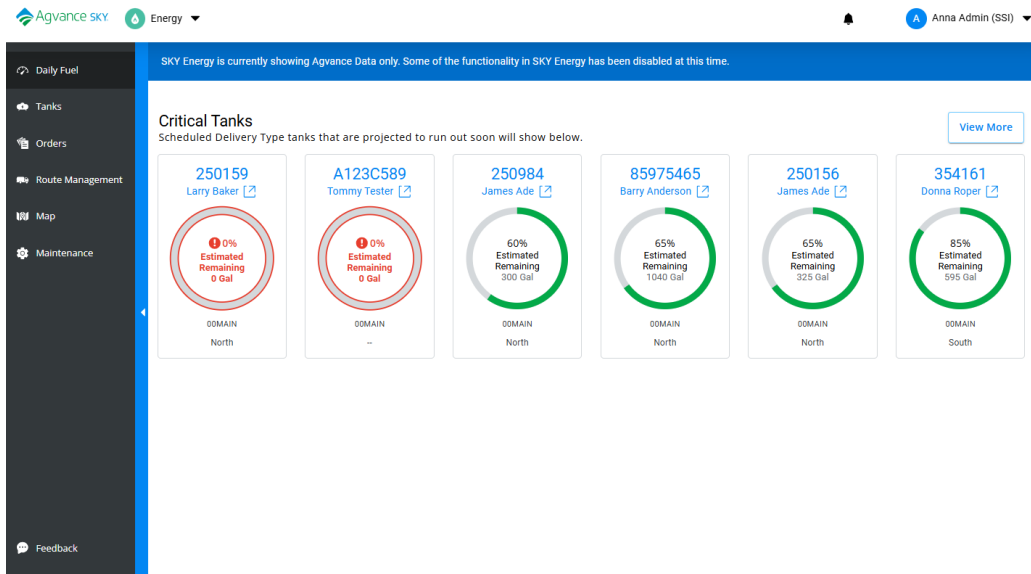 Agvance SKY
Energy
A
Anna Admin (SSI)
SKY Energy is currently showing Agvance Data only. Some of the functionality in SKY Energy has been disabled at this time.
Daily Fuel
Tanks
Orders
Route Management
Map
Maintenance
Feedback
Critical Tanks
Scheduled Delivery Type tanks that are projected to run out soon will show below.
View More
250159
Larry Baker
0%
Estimated
Remaining
0 Gal
00MAIN
North
A123C589
Tommy Tester
0%
Estimated
Remaining
0 Gal
00MAIN
--
250984
James Ade
60%
Estimated
Remaining
300 Gal
00MAIN
North
85975465
Barry Anderson
65%
Estimated
Remaining
1040 Gal
00MAIN
North
250156
James Ade
65%
Estimated
Remaining
325 Gal
00MAIN
North
354161
Donna Roper
85%
Estimated
Remaining
595 Gal
00MAIN
South